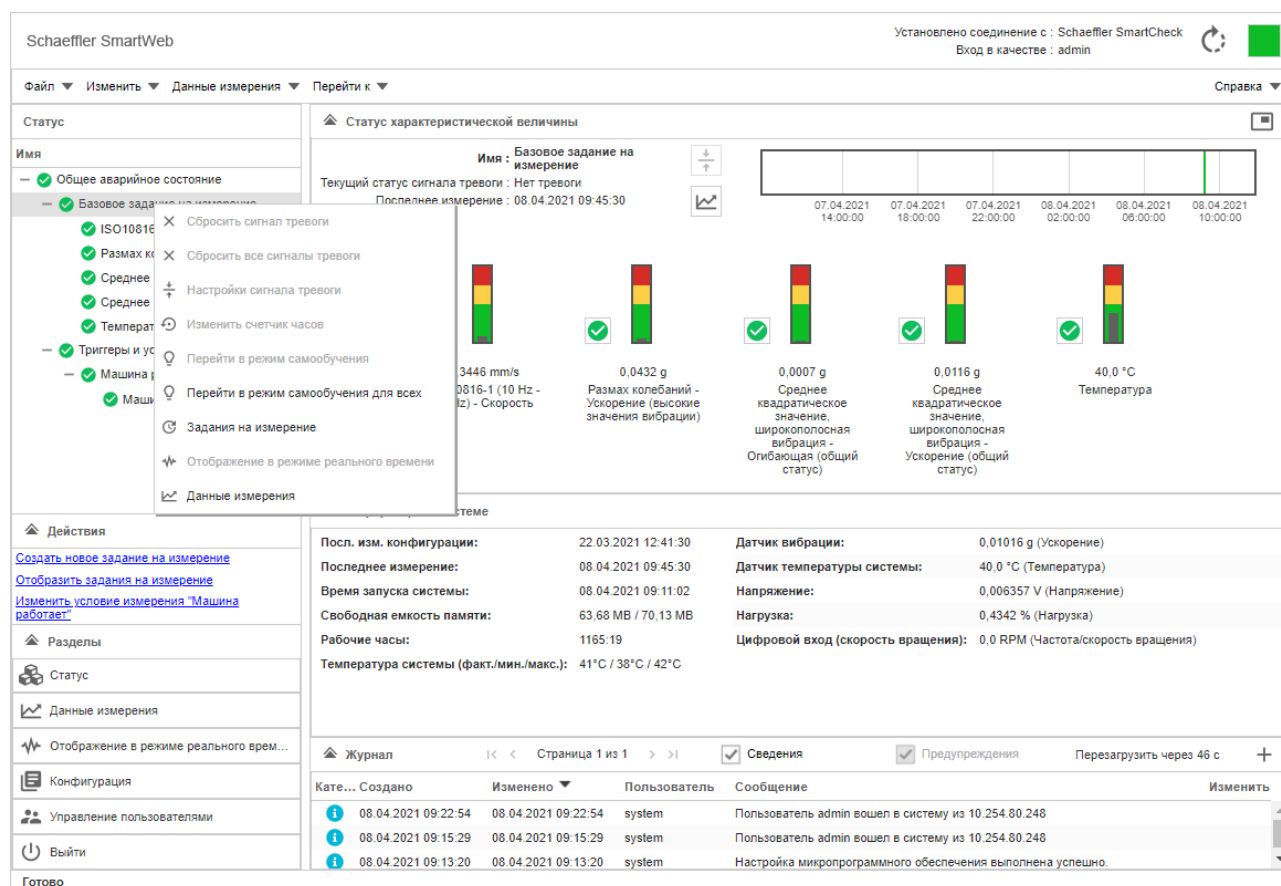 Schaeffler SmartWeb
Установлено соединение с : Schaeffler SmartCheck
Вход в качестве : admin
Файл Изменить Данные измерения Перейти к Справка
Статус
Имя
Общее аварийное состояние
Базовое задание на измерение
ISO10816
Размах
Среднее
Среднее
Триггеры и
Машина
Сбросить сигнал тревоги
Сбросить все сигналы тревоги
Настройки сигнала тревоги
Изменить счетчик часов
Перейти в режим самообучения
Перейти в режим самообучения для всех
Задания на измерение
Отображение в режиме реального времени
Данные измерения
Статус характеристической величины
Имя : Базовое задание на
измерение
Текущий статус сигнала тревоги : Нет тревоги
Последнее измерение : 08.04.2021 09:45:30
07.04.2021 07.04.2021 07.04.2021 08.04.2021 08.04.2021 08.04.2021
14:00:00 18:00:00 22:00:00 02:00:00 06:00:00 10:00:00
3446 mm/s
0816-1 (10 Hz -
- Скорость
0,0432 g
Размах колебаний -
Ускорение (высокие
значения вибрации)
0,0007 g
Среднее
квадратическое
значение,
широкополосная
вибрация -
Огибающая (общий
статус)
0,0116 g
Среднее
квадратическое
значение,
широкополосная
вибрация -
Ускорение (общий
статус)
40,0 °C
Температура
Действия
Создать новое задание на измерение
Отобразить задания на измерение
Изменить условие измерения "Машина
работает"
Разделы
Статус
Данные измерения
Отображение в режиме реального врем...
Конфигурация
Управление пользователями
Выйти
Посл. изм. конфигурации: 22.03.2021 12:41:30
Последнее измерение: 08.04.2021 09:45:30
Время запуска системы: 08.04.2021 09:11:02
Свободная емкость памяти: 63,68 MB / 70,13 MB
Рабочие часы: 1165:19
Температура системы (факт./мин./макс.): 41°C / 38°C / 42°C
Датчик вибрации: 0,01016 g (Ускорение)
Датчик температуры системы: 40,0 °C (Температура)
Напряжение: 0,006357 V (Напряжение)
Нагрузка: 0,4342 % (Нагрузка)
Цифровой вход (скорость вращения): 0,0 RPM (Частота/скорость вращения)
Журнал Страница 1 из 1 Сведения Предупреждения Перезагрузить через 46 с
Кате... Создано Изменено Пользователь Сообщение Изменить
08.04.2021 09:22:54 08.04.2021 09:22:54 system Пользователь admin вошел в систему из 10.254.80.248
08.04.2021 09:15:29 08.04.2021 09:15:29 system Пользователь admin вошел в систему из 10.254.80.248
08.04.2021 09:13:20 08.04.2021 09:13:20 system Настройка микропрограммного обеспечения выполнена успешно.
Готово